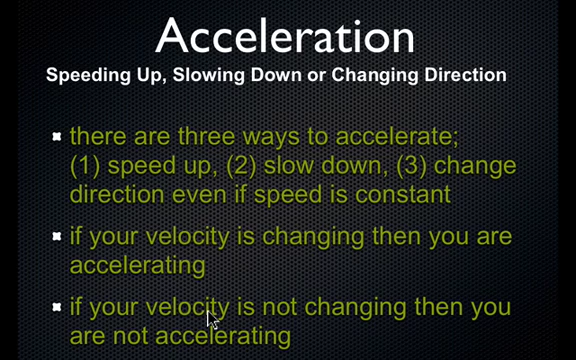 Acceleration
Speeding Up, Slowing Down or Changing Direction
there are three ways to accelerate;
(1) speed up, (2) slow down, (3) change
direction even if speed is constant
if your velocity is changing then you are
accelerating
if your velocity is not changing then you
are not accelerating